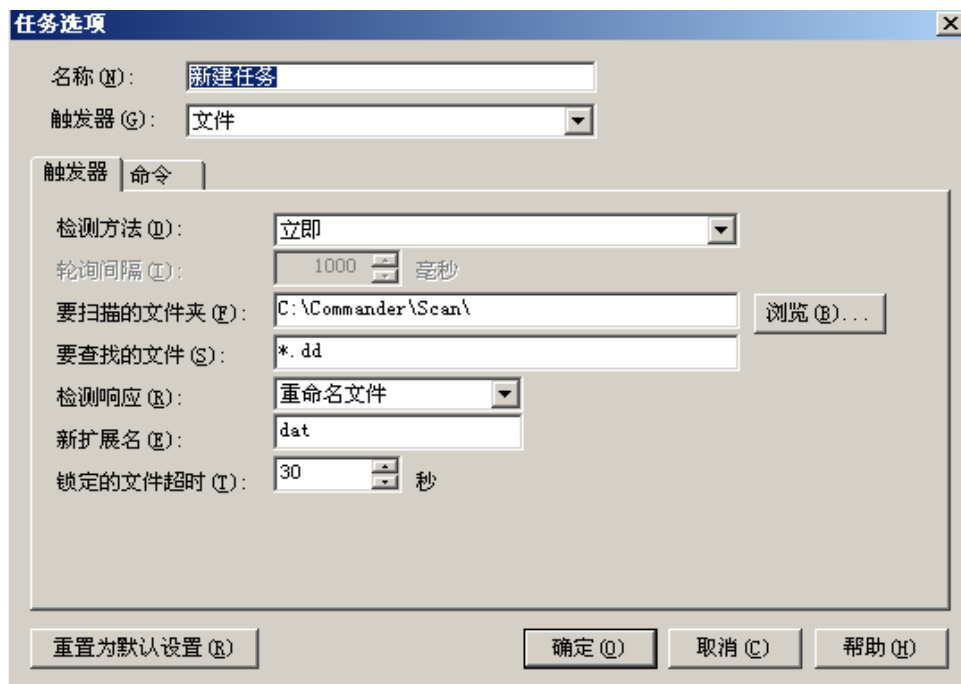 任务选项
名称(N): 新建任务
触发器(G): 文件
触发器 命令
检测方法(D): 立即
轮询间隔(I): 1000 毫秒
要扫描的文件夹(F): C:\Commander\Scan\ 浏览(B)...
要查找的文件(S): *.dd
检测响应(R): 重命名文件
新扩展名(E): dat
锁定的文件超时(T): 30 秒
重置为默认设置(R) 确定(O) 取消(C) 帮助(H)